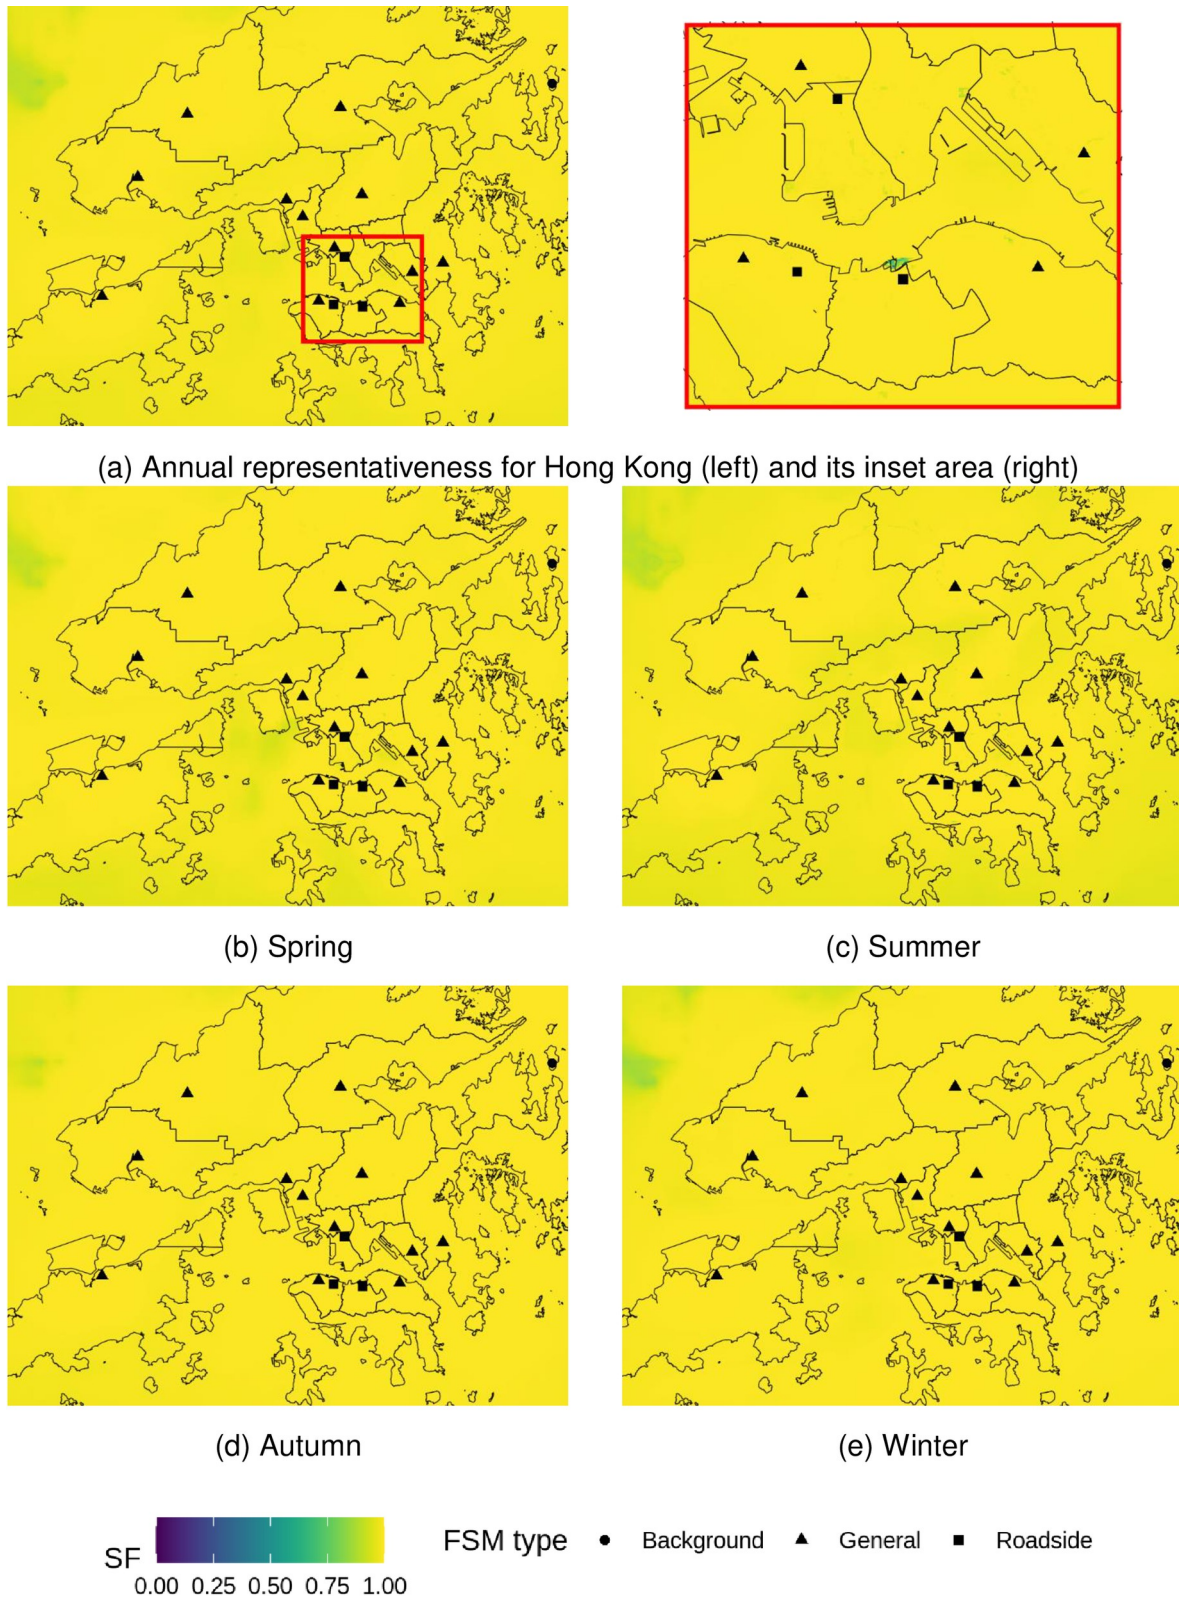 (a) Annual representativeness for Hong Kong (left) and its inset area (right)
(b) Spring
(c) Summer
(d) Autumn
(e) Winter
SF
0.00 0.25 0.50 0.75 1.00
FSM type Background General Roadside